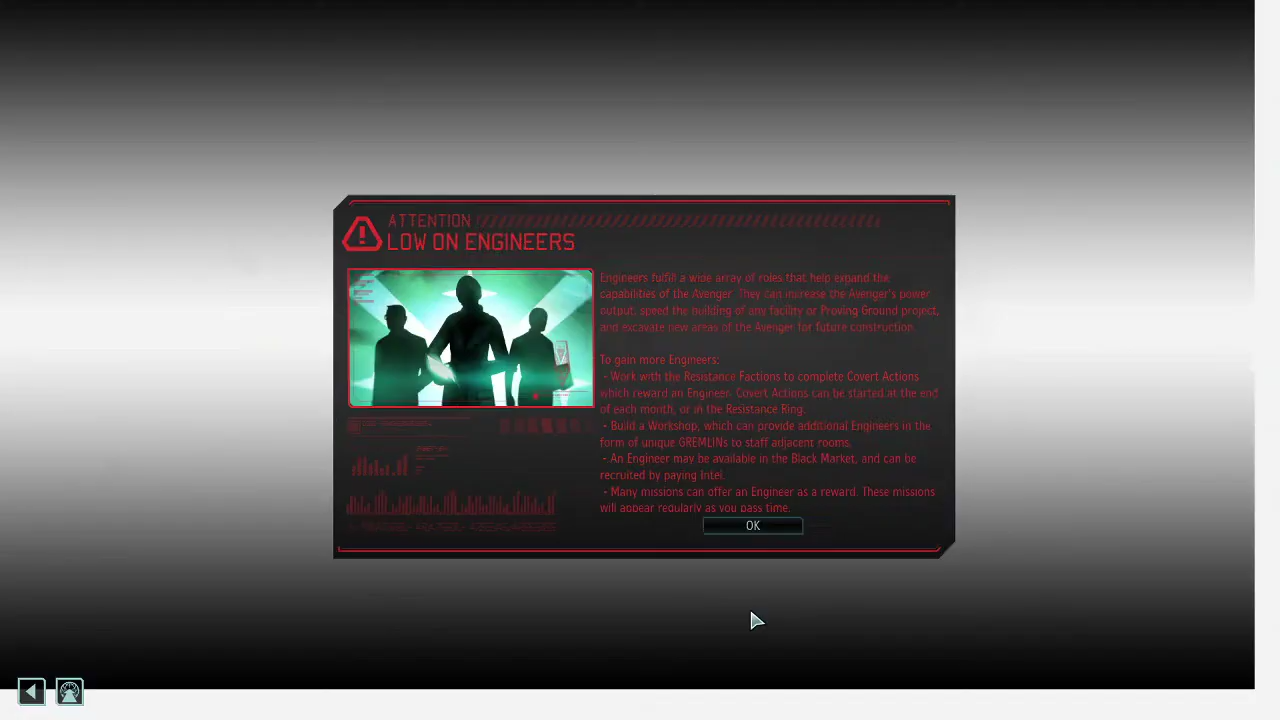 ATTENTION
LOW ON ENGINEERS
Engineers fulfill a wide array of roles that help expand the
capabilities of the Avenger. They can increase the Avenger's power
output, speed the building of any facility or Proving Ground project,
and excavate new areas of the Avenger for future construction.
To gain more Engineers:
- Work with the Resistance Factions to complete Covert Actions
which reward an Engineer. Covert Actions can be started at the end
of each month, or in the Resistance Ring.
- Build a Workshop, which can provide additional Engineers in the
form of unique GREMLINs to staff adjacent rooms.
- An Engineer may be available in the Black Market, and can be
recruited by paying Intel.
- Many missions can offer an Engineer as a reward. These missions
will appear regularly as you pass time.
OK